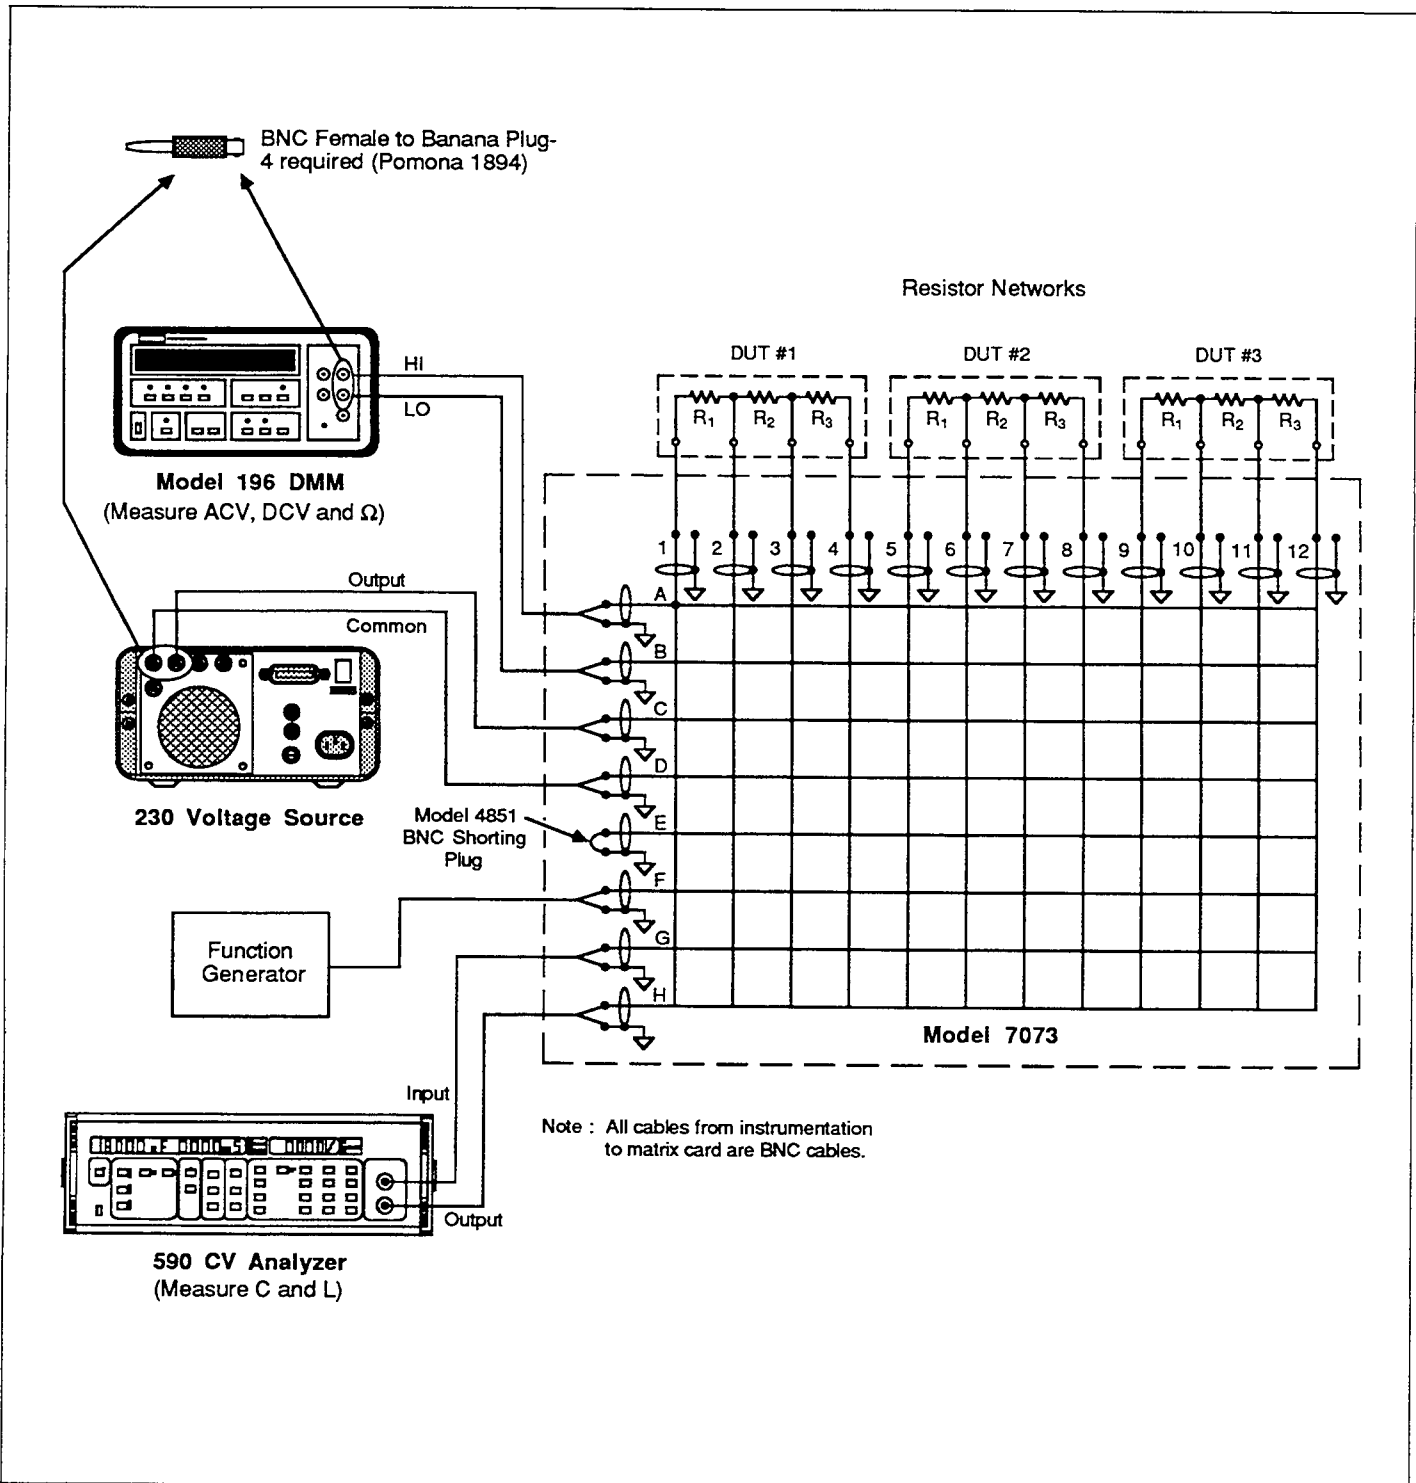 BNC Female to Banana Plug-
4 required (Pomona 1894)
Resistor Networks
DUT #1
DUT #2
DUT #3
R1 R2 R3
R1 R2 R3
R1 R2 R3
HI
LO
Model 196 DMM
(Measure ACV, DCV and Ω)
1 2 3 4 5 6 7 8 9 10 11 12
Output
Common
A
B
C
D
E
F
G
H
230 Voltage Source
Model 4851
BNC Shorting
Plug
Function
Generator
Model 7073
Input
Output
Note : All cables from instrumentation
to matrix card are BNC cables.
590 CV Analyzer
(Measure C and L)